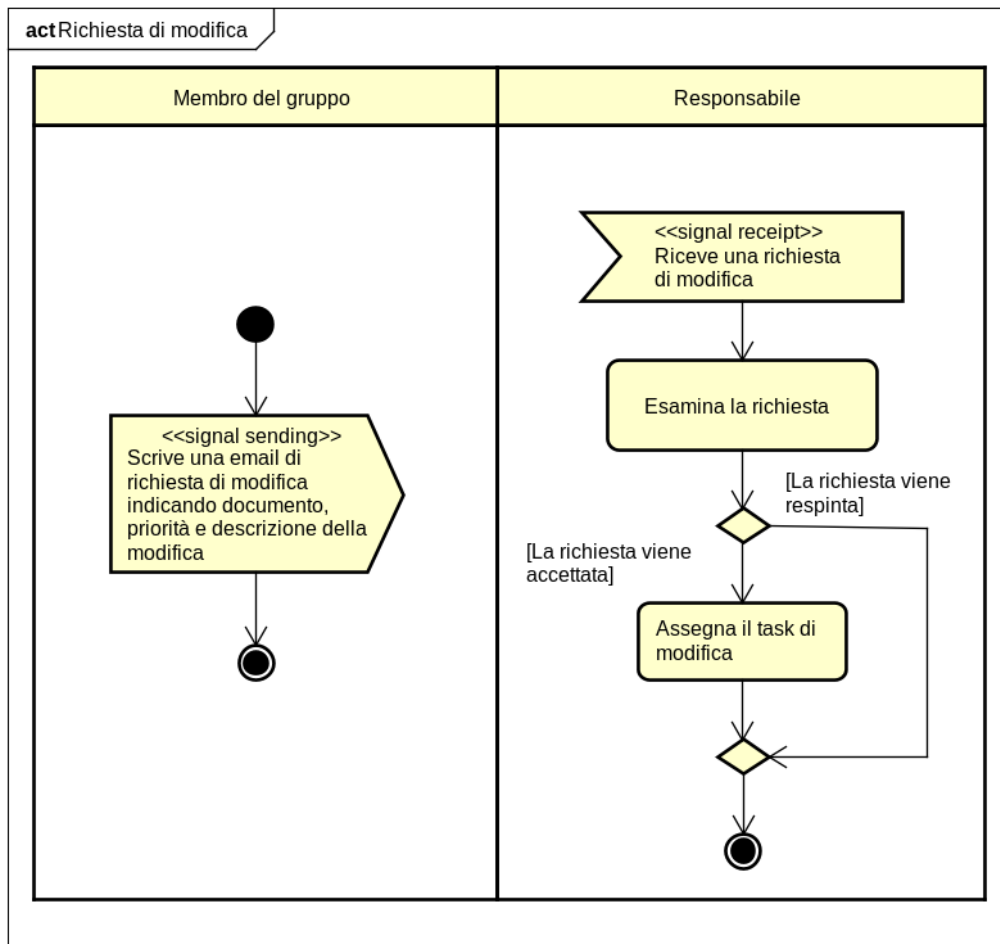 act Richiesta di modifica
Membro del gruppo
Responsabile
<<signal sending>>
Scrive una email di
richiesta di modifica
indicando documento,
priorità e descrizione della
modifica
<<signal receipt>>
Riceve una richiesta
di modifica
Esamina la richiesta
[La richiesta viene
respinta]
[La richiesta viene
accettata]
Assegna il task di
modifica